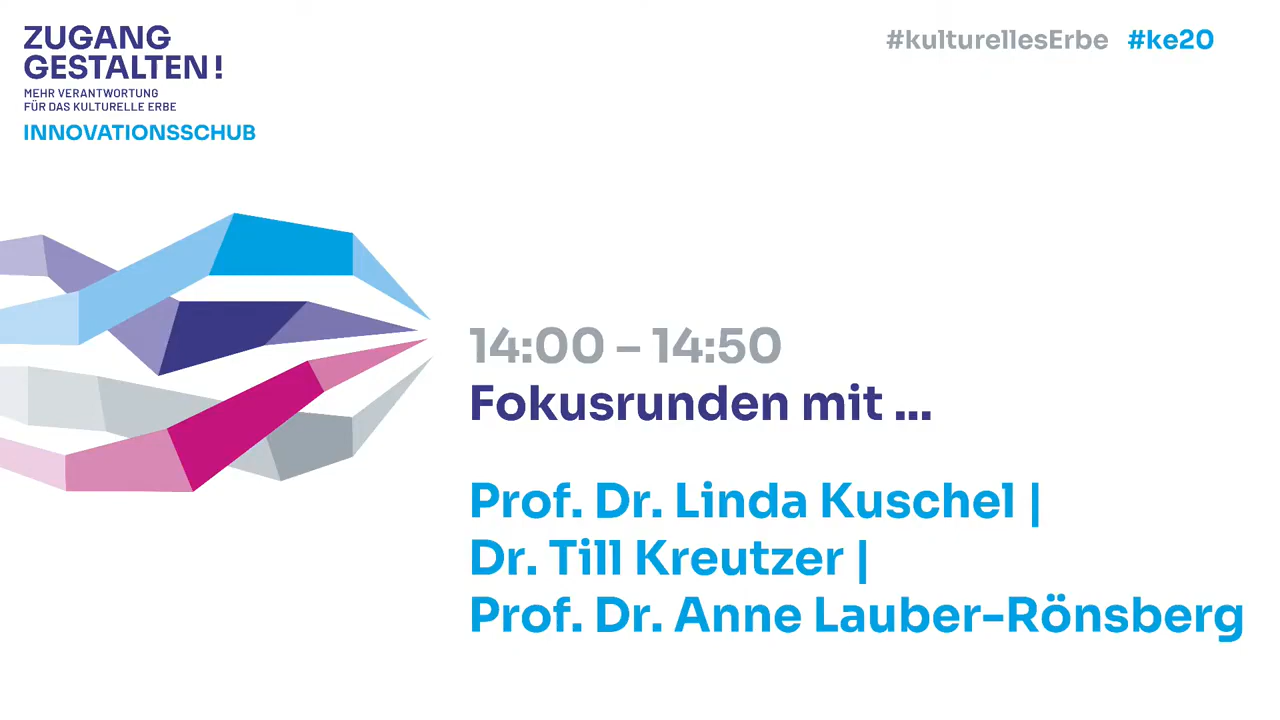 ZUGANG
GESTALTEN!
MEHR VERANTWORTUNG
FÜR DAS KULTURELLE ERBE
INNOVATIONSSCHUB
#kulturellesErbe #ke20
14:00 – 14:50
Fokusrunden mit ...
Prof. Dr. Linda Kuschel |
Dr. Till Kreutzer |
Prof. Dr. Anne Lauber-Rönsberg